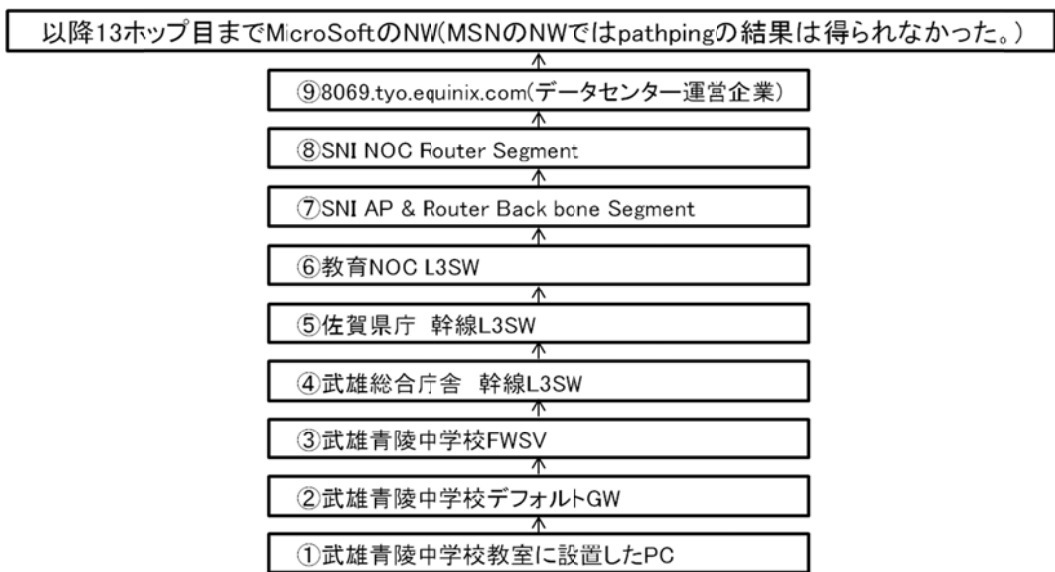 以降13ホップ目までMicroSoftのNW(MSNのNWではpathpingの結果は得られなかった。)
⑨8069.tyo.equinix.com(データセンター運営企業)
⑧SNI NOC Router Segment
⑦SNI AP & Router Back bone Segment
⑥教育NOC L3SW
⑤佐賀県庁　幹線L3SW
④武雄総合庁舎　幹線L3SW
③武雄青陵中学校FWSV
②武雄青陵中学校デフォルトGW
①武雄青陵中学校教室に設置したPC